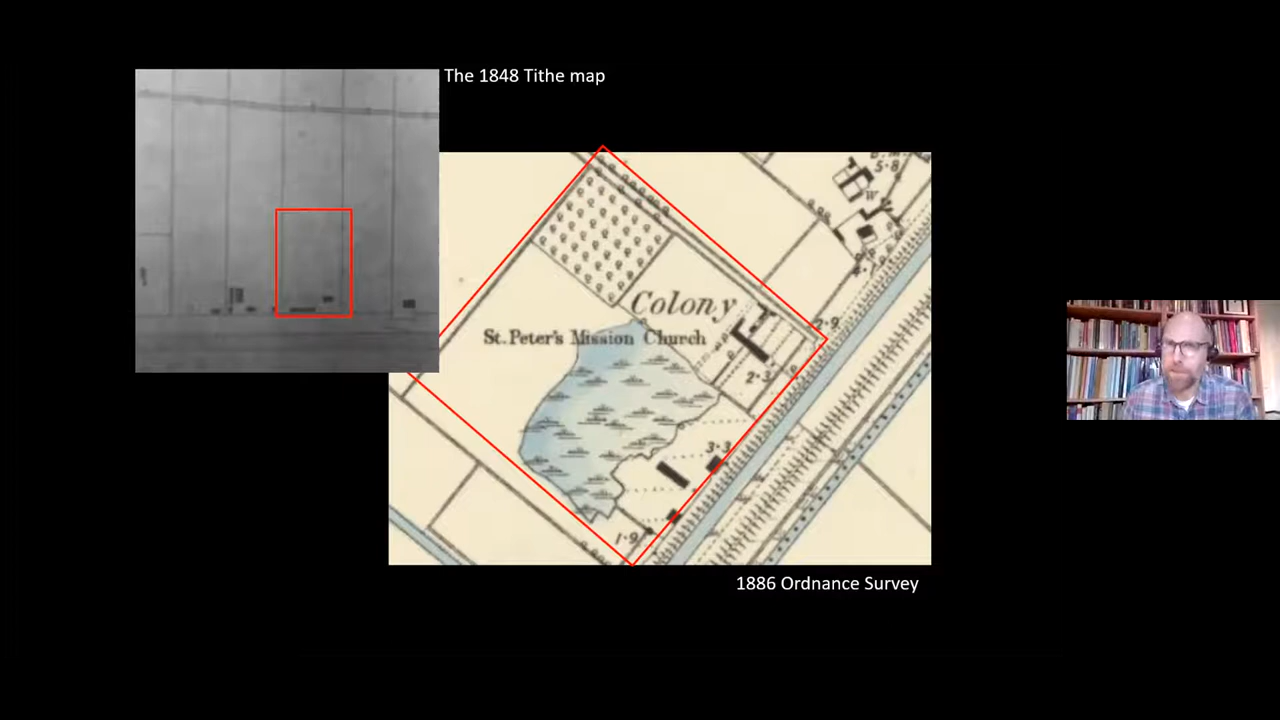 The 1848 Tithe map
5·8
W
Colony
St. Peter's Mission Church
2·9
2·3
3·3
1·9
1886 Ordnance Survey